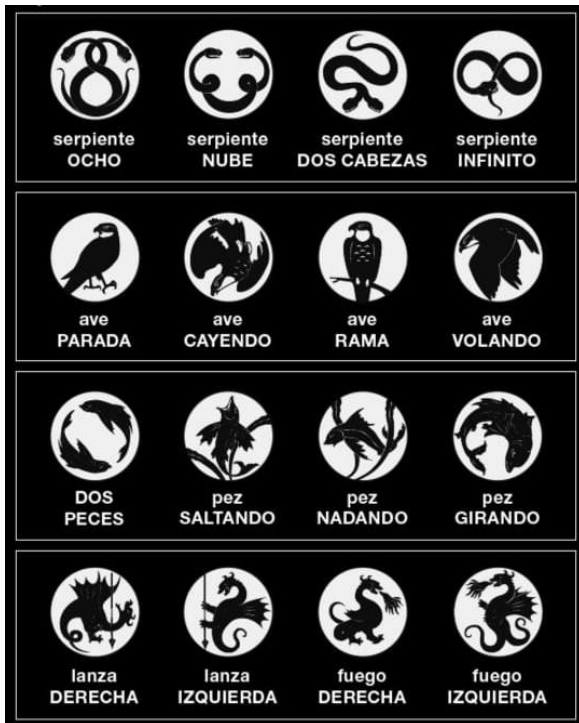 serpiente serpiente serpiente serpiente
OCHO NUBE DOS CABEZAS INFINITO
ave ave ave ave
PARADA CAYENDO RAMA VOLANDO
DOS pez pez pez
PECES SALTANDO NADANDO GIRANDO
lanza lanza fuego fuego
DERECHA IZQUIERDA DERECHA IZQUIERDA